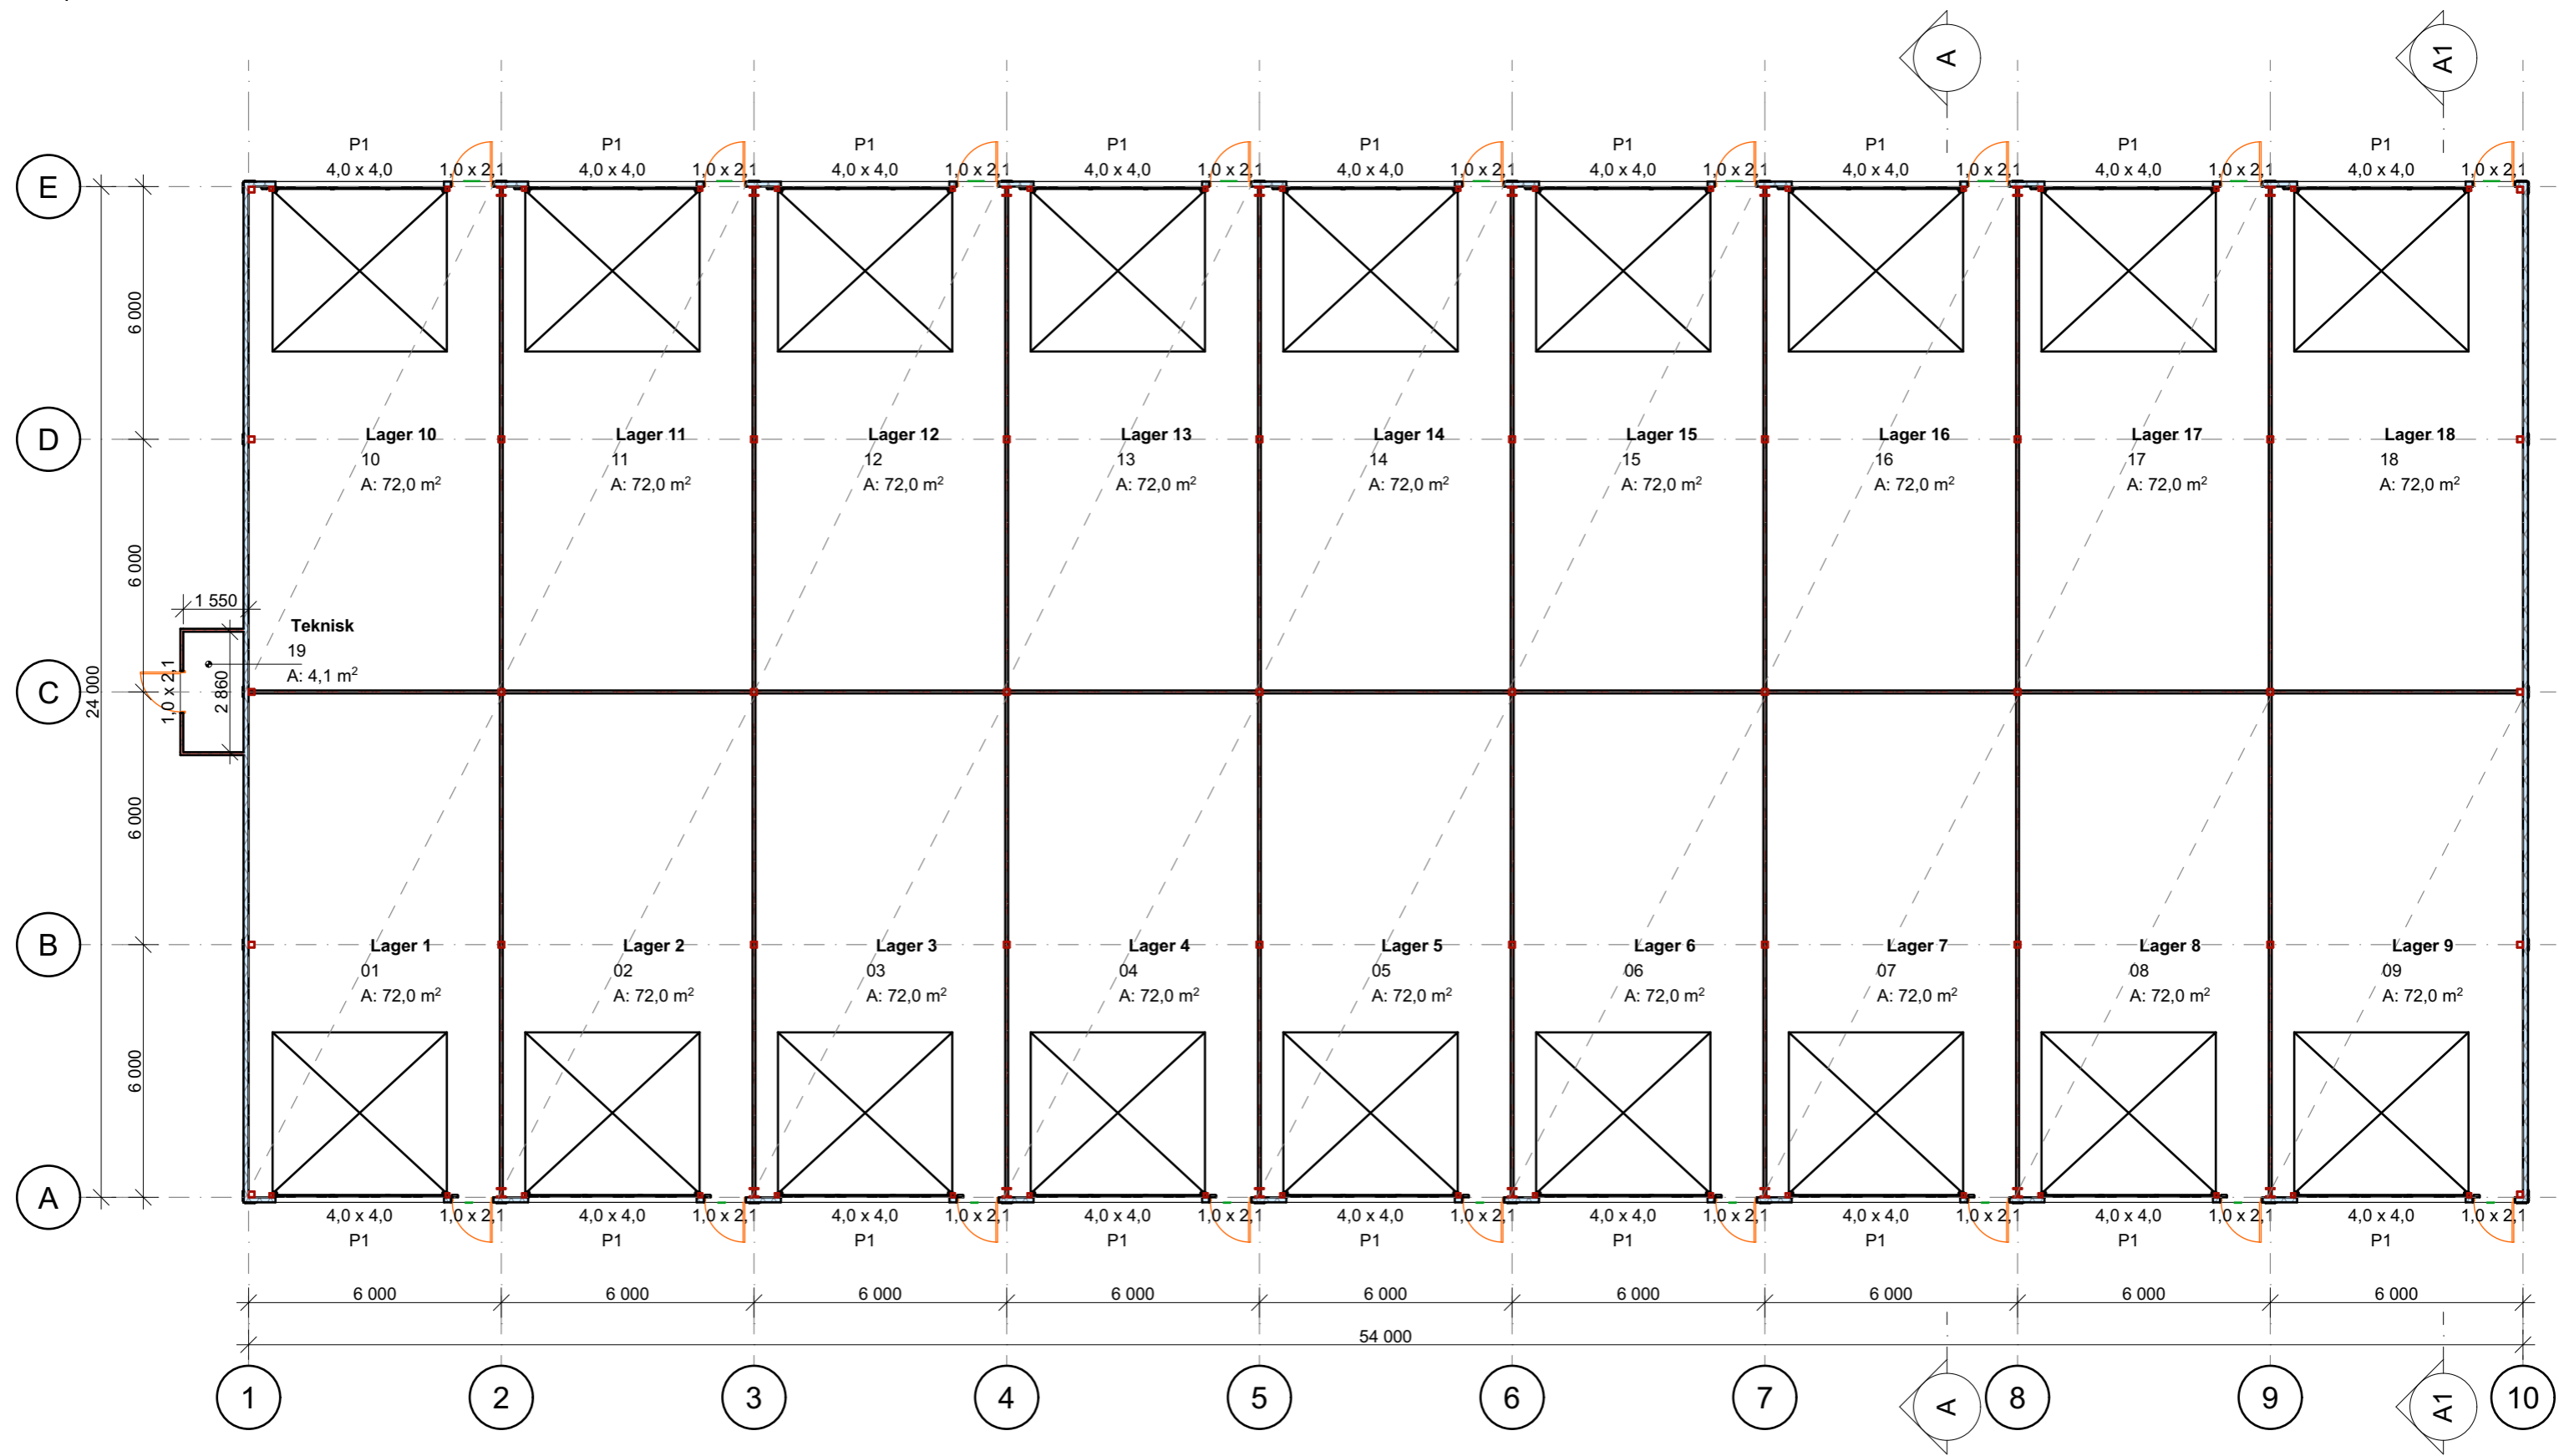 A A1
P1 P1 P1 P1 P1 P1 P1 P1 P1
4,0 x 4,0 1,0 x 2,1 4,0 x 4,0 1,0 x 2,1 4,0 x 4,0 1,0 x 2,1 4,0 x 4,0 1,0 x 2,1 4,0 x 4,0 1,0 x 2,1 4,0 x 4,0 1,0 x 2,1 4,0 x 4,0 1,0 x 2,1 4,0 x 4,0 1,0 x 2,1 4,0 x 4,0 1,0 x 2,1
E
6 000
D
Lager 10 Lager 11 Lager 12 Lager 13 Lager 14 Lager 15 Lager 16 Lager 17 Lager 18
10 11 12 13 14 15 16 17 18
A: 72,0 m² A: 72,0 m² A: 72,0 m² A: 72,0 m² A: 72,0 m² A: 72,0 m² A: 72,0 m² A: 72,0 m² A: 72,0 m²
6 000
1 550
Teknisk
19
A: 4,1 m²
C
24 000
1,0 x 2,1
2 860
6 000
B
Lager 1 Lager 2 Lager 3 Lager 4 Lager 5 Lager 6 Lager 7 Lager 8 Lager 9
01 02 03 04 05 06 07 08 09
A: 72,0 m² A: 72,0 m² A: 72,0 m² A: 72,0 m² A: 72,0 m² A: 72,0 m² A: 72,0 m² A: 72,0 m² A: 72,0 m²
6 000
A
4,0 x 4,0 1,0 x 2,1 4,0 x 4,0 1,0 x 2,1 4,0 x 4,0 1,0 x 2,1 4,0 x 4,0 1,0 x 2,1 4,0 x 4,0 1,0 x 2,1 4,0 x 4,0 1,0 x 2,1 4,0 x 4,0 1,0 x 2,1 4,0 x 4,0 1,0 x 2,1 4,0 x 4,0 1,0 x 2,1
P1 P1 P1 P1 P1 P1 P1 P1 P1
6 000 6 000 6 000 6 000 6 000 6 000 6 000 6 000 6 000
54 000
1 2 3 4 5 6 7 A 8 9 A1 10